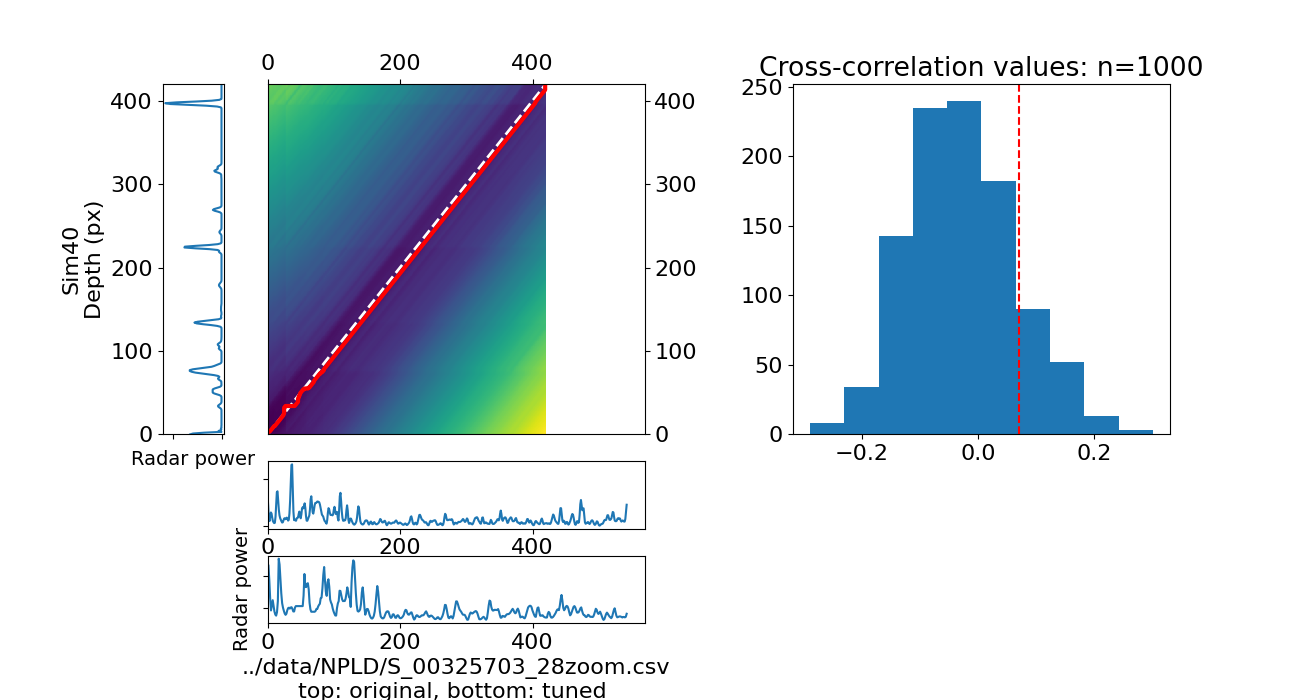 0 200 400
Cross-correlation values: n=1000
400
300
200
100
0
Sim40
Depth (px)
Radar power
400
300
200
100
0
250
200
150
100
50
0
−0.2 0.0 0.2
0 200 400
Radar power
0 200 400
../data/NPLD/S_00325703_28zoom.csv
top: original, bottom: tuned